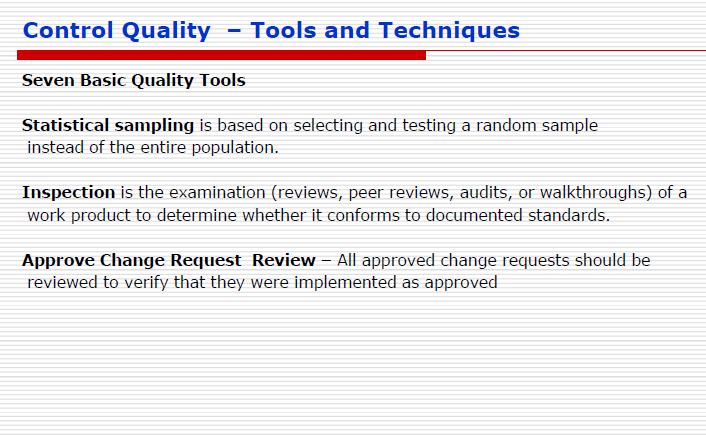 Control Quality – Tools and Techniques
Seven Basic Quality Tools
Statistical sampling is based on selecting and testing a random sample
instead of the entire population.
Inspection is the examination (reviews, peer reviews, audits, or walkthroughs) of a
work product to determine whether it conforms to documented standards.
Approve Change Request  Review – All approved change requests should be
reviewed to verify that they were implemented as approved